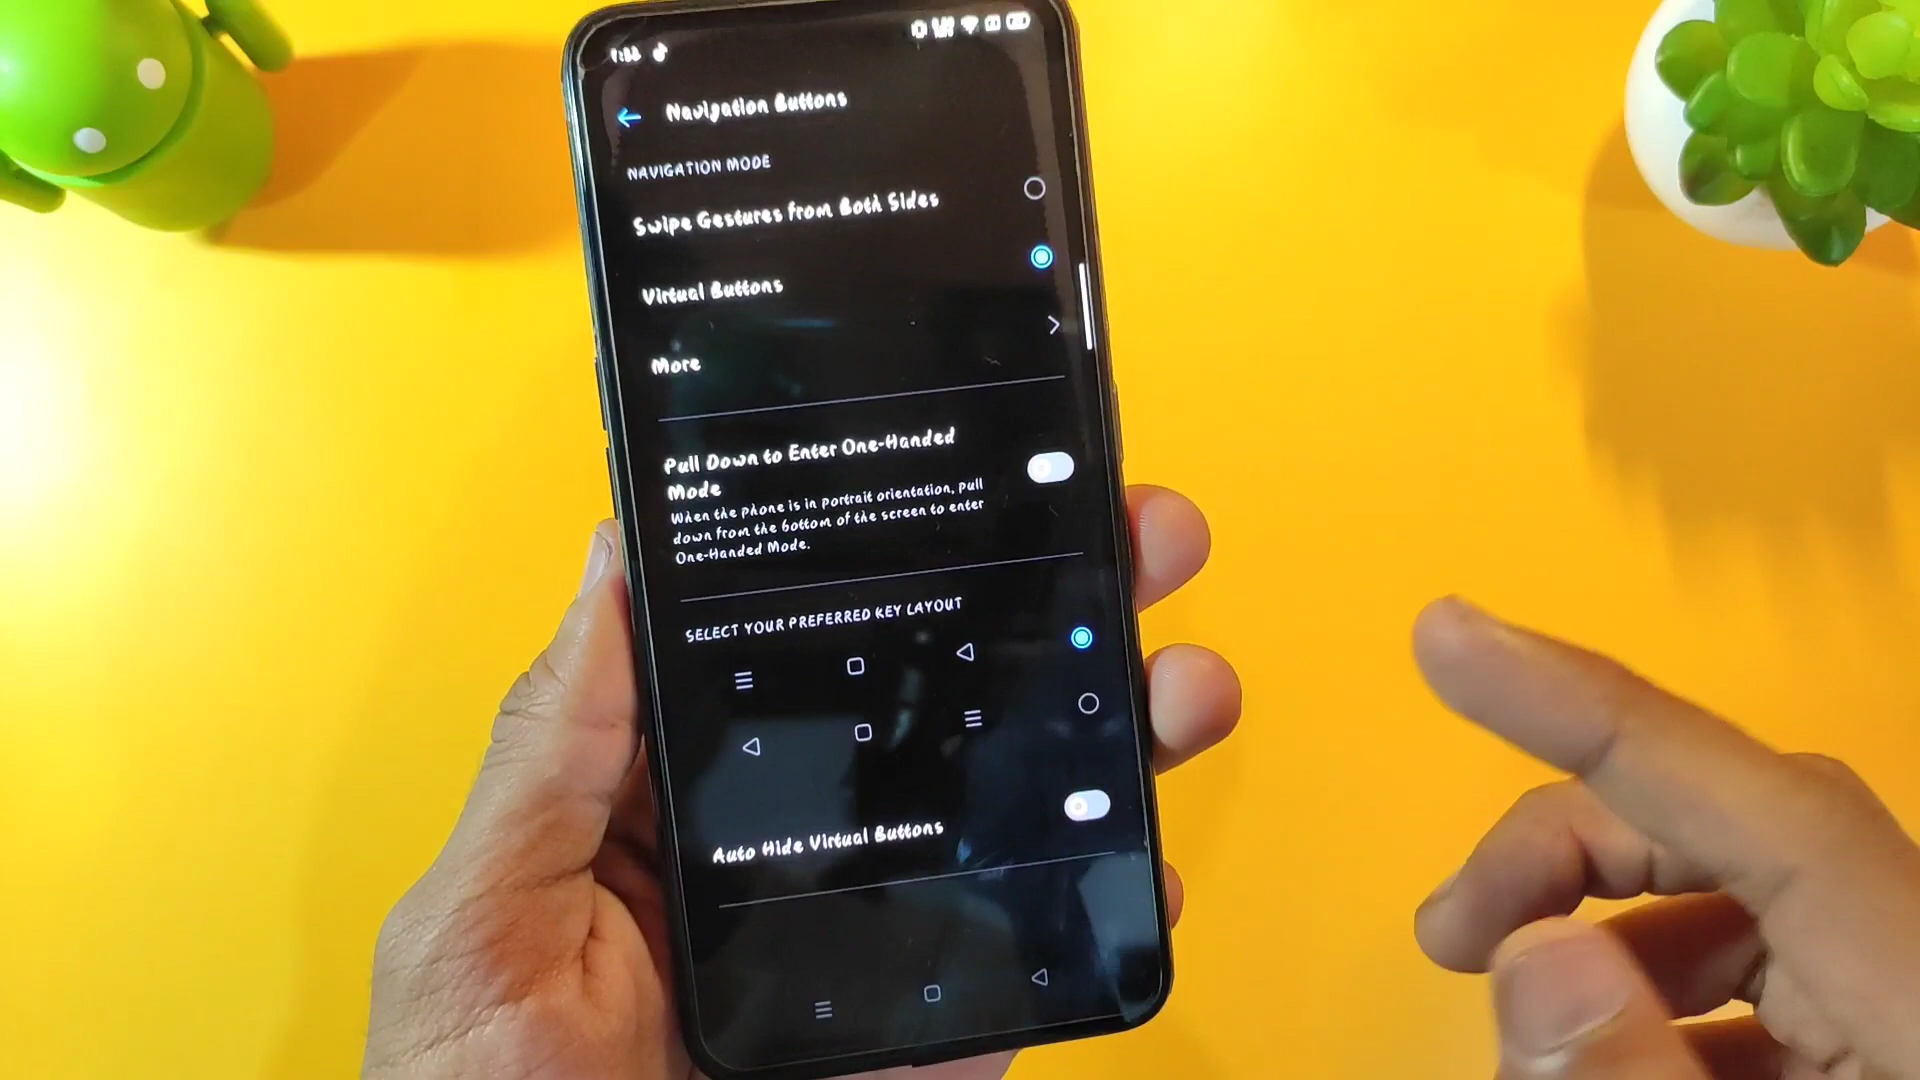 Navigation Buttons
NAVIGATION MODE
Swipe Gestures from Both Sides
Virtual Buttons
More
Pull Down to Enter One-Handed
Mode
When the phone is in portrait orientation, pull
down from the bottom of the screen to enter
One-Handed Mode.
SELECT YOUR PREFERRED KEY LAYOUT
Auto Hide Virtual Buttons